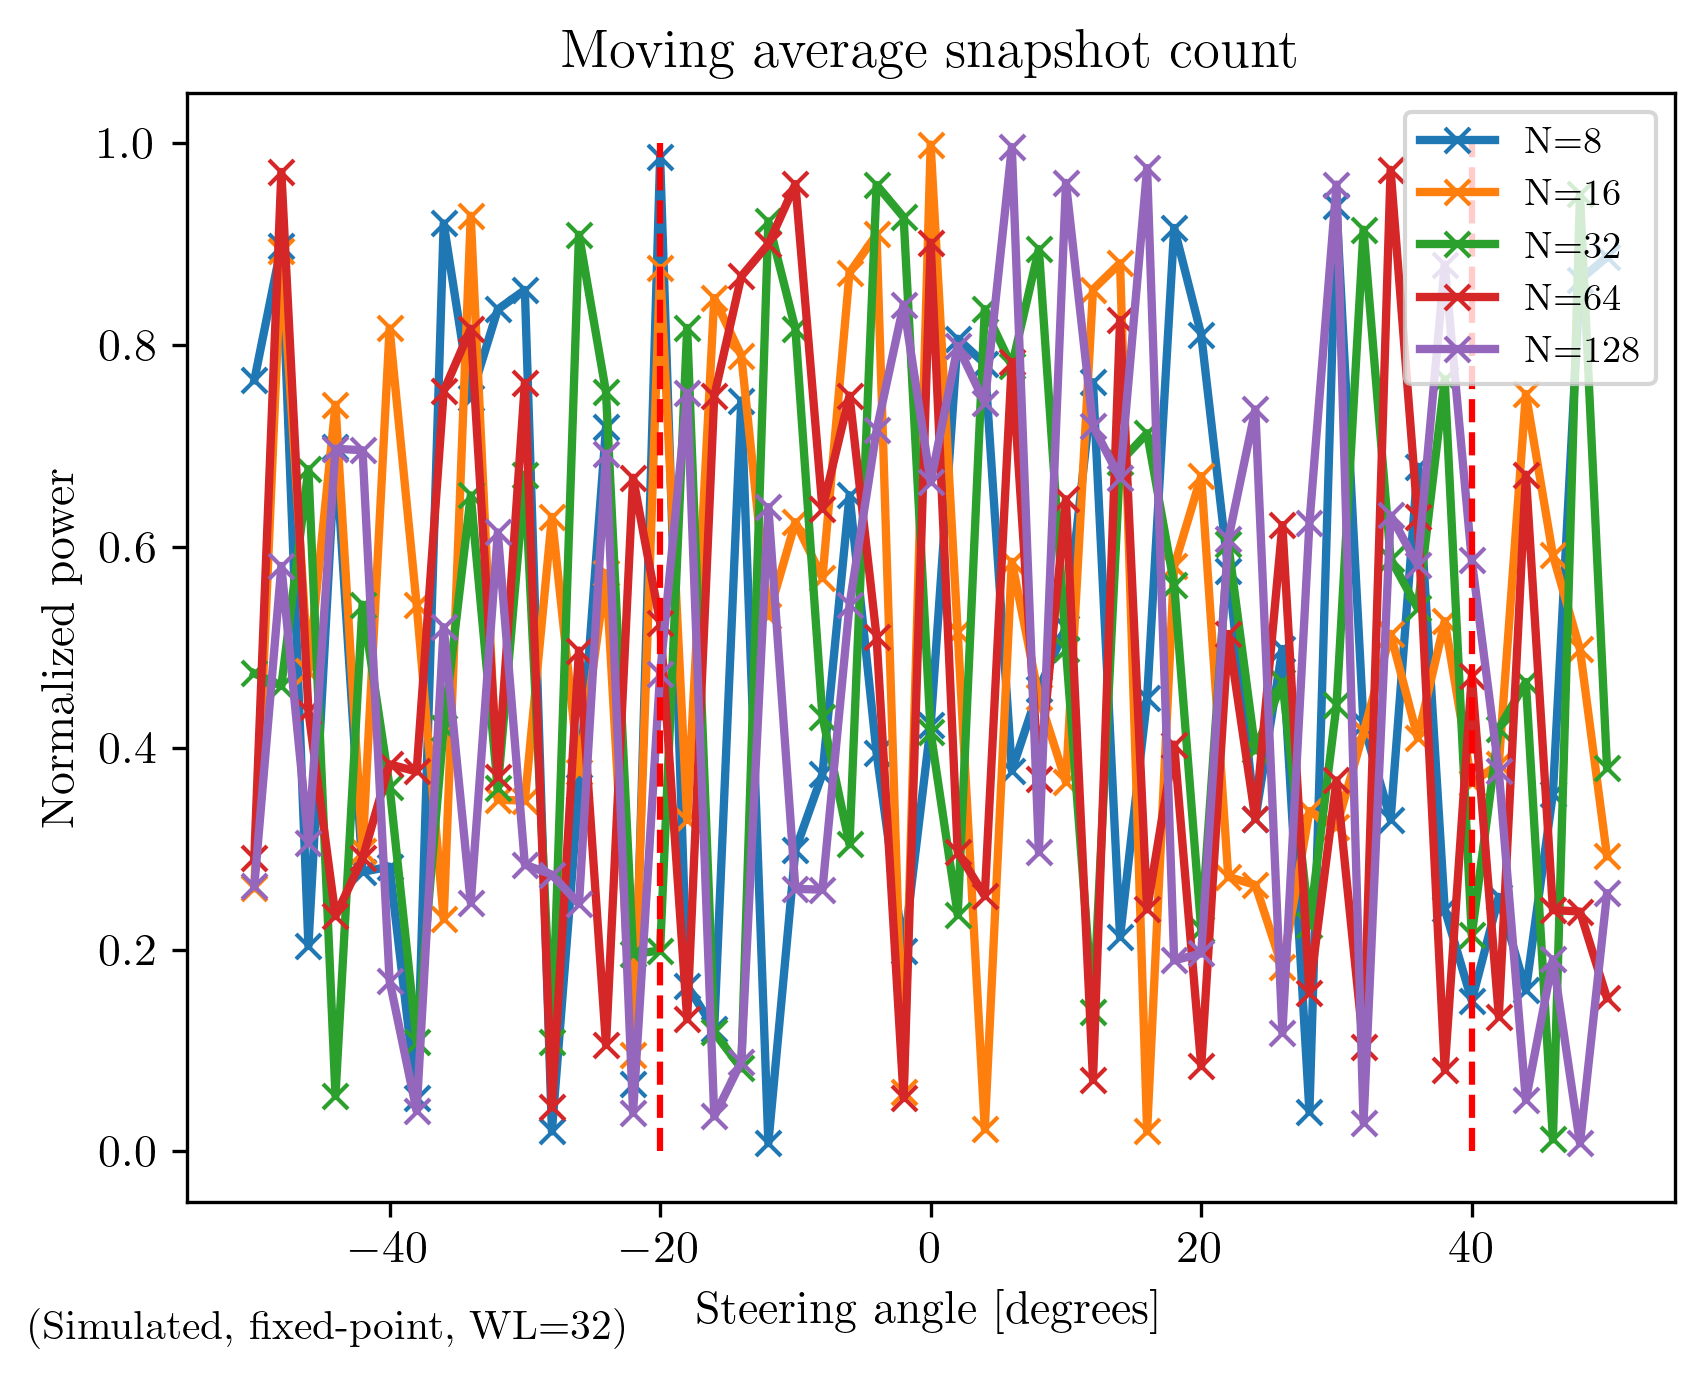 Moving average snapshot count
N=8
N=16
N=32
N=64
N=128
1.0
0.8
0.6
0.4
0.2
0.0
Normalized power
−40
−20
0
20
40
Steering angle [degrees]
(Simulated, fixed-point, WL=32)